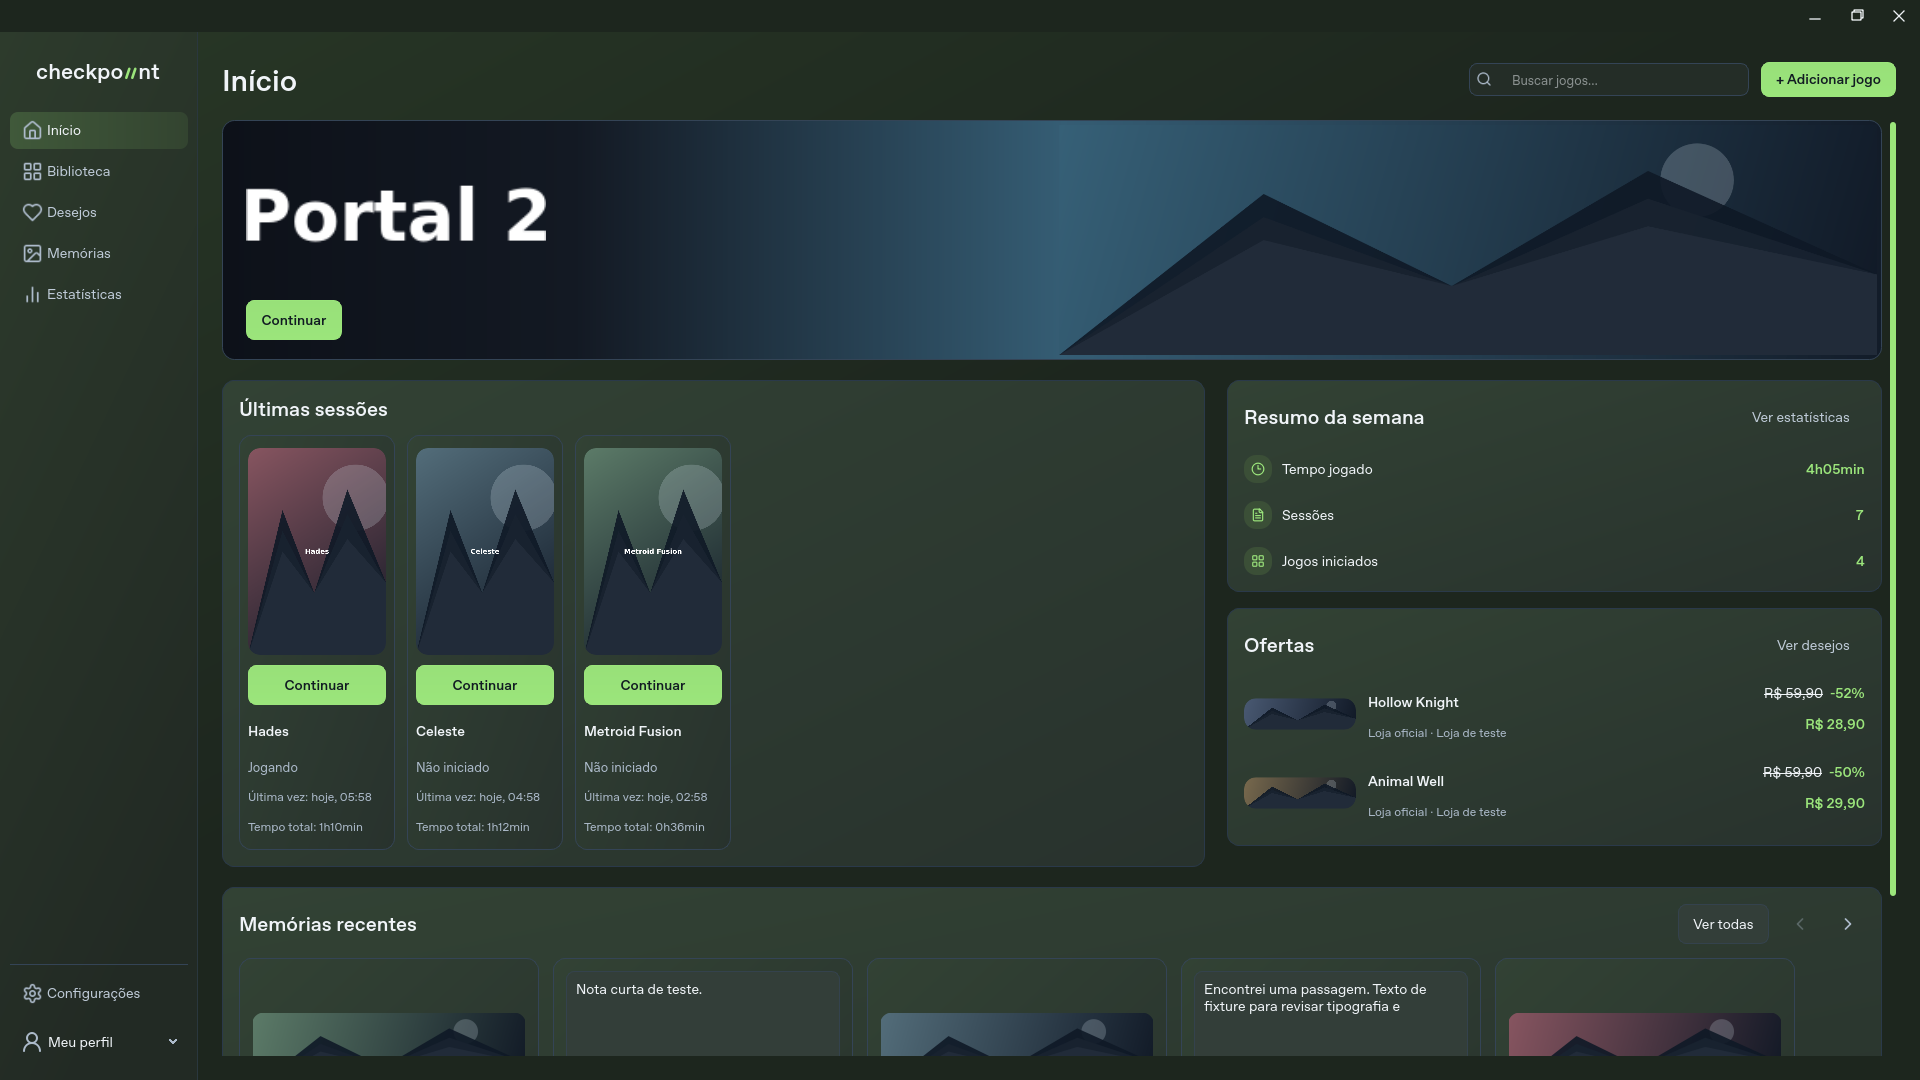 checkpo//nt
Início
Biblioteca
Desejos
Memórias
Estatísticas
Configurações
Meu perfil
Início
Buscar jogos...
+ Adicionar jogo
Portal 2
Continuar
Últimas sessões
Hades
Continuar
Hades
Jogando
Última vez: hoje, 05:58
Tempo total: 1h10min
Celeste
Continuar
Celeste
Não iniciado
Última vez: hoje, 04:58
Tempo total: 1h12min
Metroid Fusion
Continuar
Metroid Fusion
Não iniciado
Última vez: hoje, 02:58
Tempo total: 0h36min
Resumo da semana
Ver estatísticas
Tempo jogado 4h05min
Sessões 7
Jogos iniciados 4
Ofertas
Ver desejos
Hollow Knight
Loja oficial · Loja de teste
R$ 59,90 -52%
R$ 28,90
Animal Well
Loja oficial · Loja de teste
R$ 59,90 -50%
R$ 29,90
Memórias recentes
Ver todas
Nota curta de teste.
Encontrei uma passagem. Texto de
fixture para revisar tipografia e